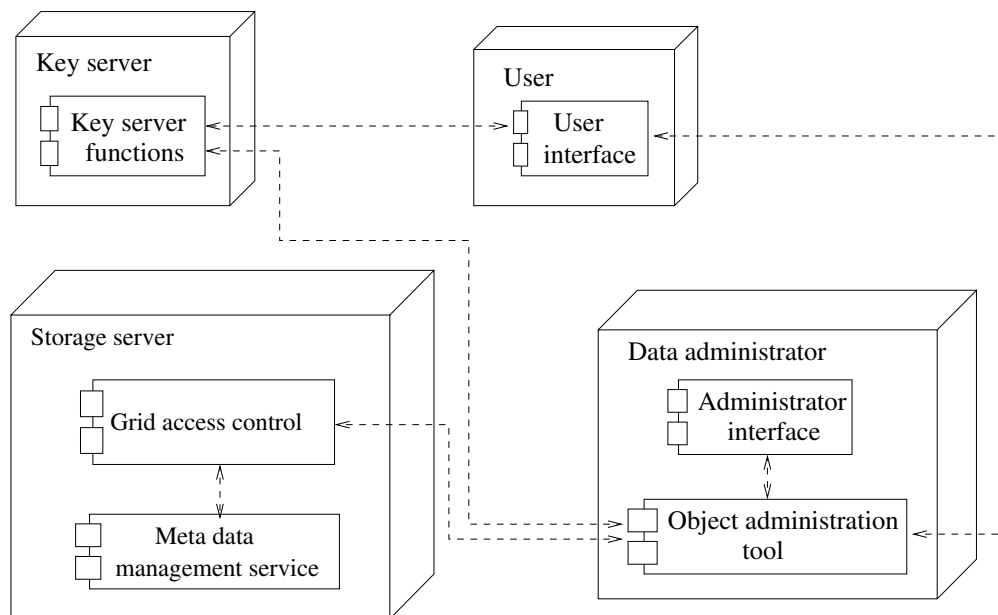 Key server
Key server
functions
User
User
interface
Storage server
Grid access control
Meta data
management service
Data administrator
Administrator
interface
Object administration
tool